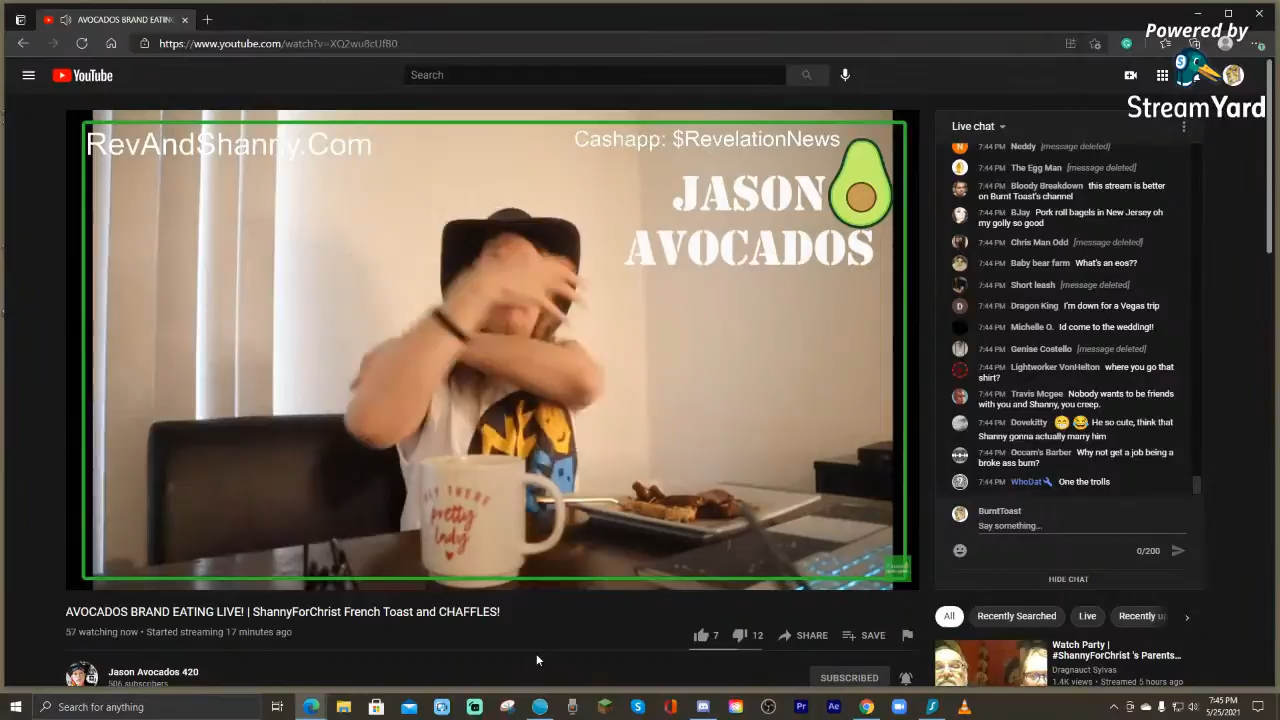 AVOCADOS BRAND EATING
https://www.youtube.com/watch?v=XQ2wu8cUfB0
Powered by
StreamYard
YouTube
Search
RevAndShanny.Com
Cashapp: $RevelationNews
JASON
AVOCADOS
HEY THERE
pretty
lady
Live chat
7:44 PM Neddy [message deleted]
7:44 PM The Egg Man [message deleted]
7:44 PM Bloody Breakdown this stream is better
on Burnt Toast's channel
7:44 PM BJay Pork roll bagels in New Jersey oh
my golly so good
7:44 PM Chris Man Odd [message deleted]
7:44 PM Baby bear farm What's an eos??
7:44 PM Short leash [message deleted]
D 7:44 PM Dragon King I'm down for a Vegas trip
7:44 PM Michelle O. Id come to the wedding!!
7:44 PM Genise Costello [message deleted]
7:44 PM Lightworker VonHelton where you go that
shirt?
7:44 PM Travis Mcgee Nobody wants to be friends
with you and Shanny, you creep.
7:44 PM Dovekitty 😁😂 He so cute, think that
Shanny gonna actually marry him
7:44 PM Occam's Barber Why not get a job being a
broke ass bum?
7:44 PM WhoDat One the trolls
BurntToast
Say something...
0/200
HIDE CHAT
AVOCADOS BRAND EATING LIVE! | ShannyForChrist French Toast and CHAFFLES!
57 watching now • Started streaming 17 minutes ago
7 12 SHARE SAVE
Jason Avocados 420
506 subscribers
SUBSCRIBED
All Recently Searched Live Recently
Watch Party |
#ShannyForChrist 's Parents...
Dragnauct Sylvas
1.4K views • Streamed 5 hours ago
Search for anything
7:45 PM
5/25/2021